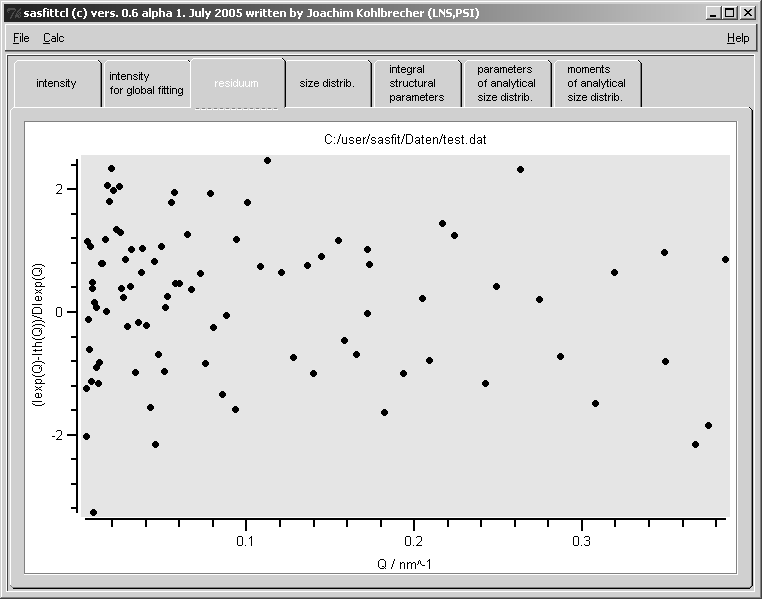 sasfittcl (c) vers. 0.6 alpha 1. July 2005 written by Joachim Kohlbrecher (LNS,PSI)
File Calc Help
intensity
intensity
for global fitting
residuum
size distrib.
integral
structural
parameters
parameters
of analytical
size distrib.
moments
of analytical
size distrib.
C:/user/sasfit/Daten/test.dat
(Iexp(Q)-Ith(Q))/DIexp(Q)
2
0
-2
0.1 0.2 0.3
Q / nm^-1